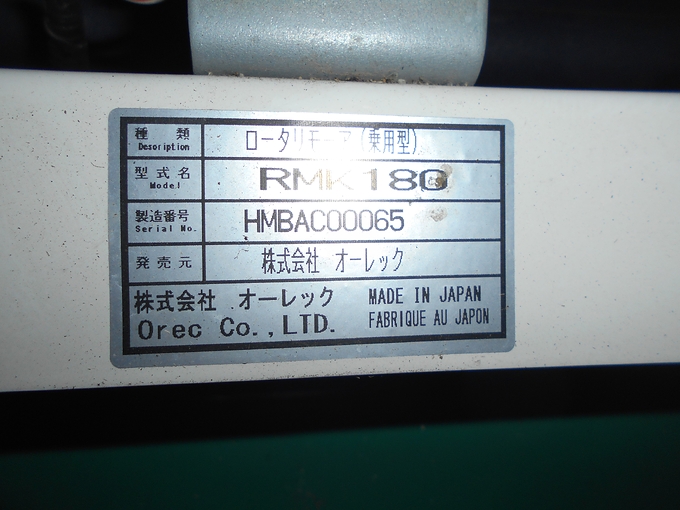 種類 ロータリモーア(乗用型)
Desoription
型式名 RMK180
Model
製造番号 HMBAC00065
Serial No.
発売元 株式会社 オーレック
株式会社 オーレック MADE IN JAPAN
Orec Co.,LTD. FABRIQUE AU JAPON